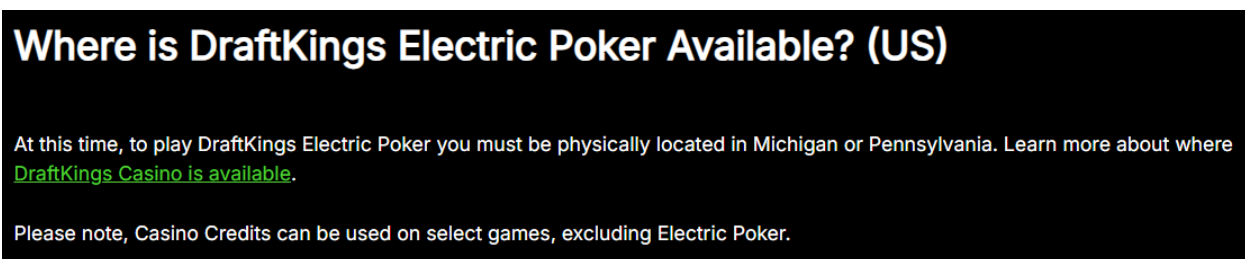 Where is DraftKings Electric Poker Available? (US)
At this time, to play DraftKings Electric Poker you must be physically located in Michigan or Pennsylvania. Learn more about where
DraftKings Casino is available.
Please note, Casino Credits can be used on select games, excluding Electric Poker.